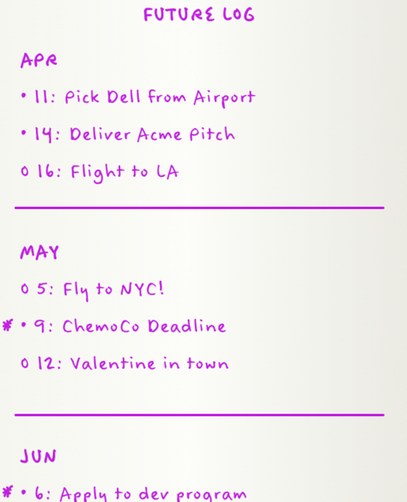 FUTURE LOG
APR
• 11: Pick Dell from Airport
• 14: Deliver Acme Pitch
o 16: Flight to LA
MAY
o 5: Fly to NYC!
* • 9: ChemoCo Deadline
o 12: Valentine in town
JUN
* • 6: Apply to dev program